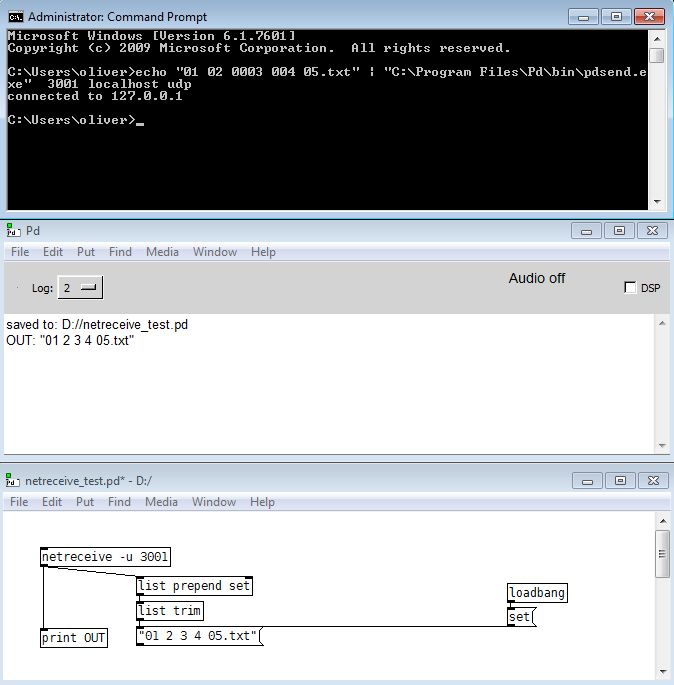 Administrator: Command Prompt
Microsoft Windows [Version 6.1.7601]
Copyright (c) 2009 Microsoft Corporation.  All rights reserved.
C:\Users\oliver>echo "01 02 0003 004 05.txt" | "C:\Program Files\Pd\bin\pdsend.e
xe"  3001 localhost udp
connected to 127.0.0.1
C:\Users\oliver>_
Pd
File Edit Put Find Media Window Help
Log: 2 Audio off DSP
saved to: D://netreceive_test.pd
OUT: "01 2 3 4 05.txt"
netreceive_test.pd* - D:/
File Edit Put Find Media Window Help
netreceive -u 3001
list prepend set
loadbang
list trim
set
print OUT
"01 2 3 4 05.txt"